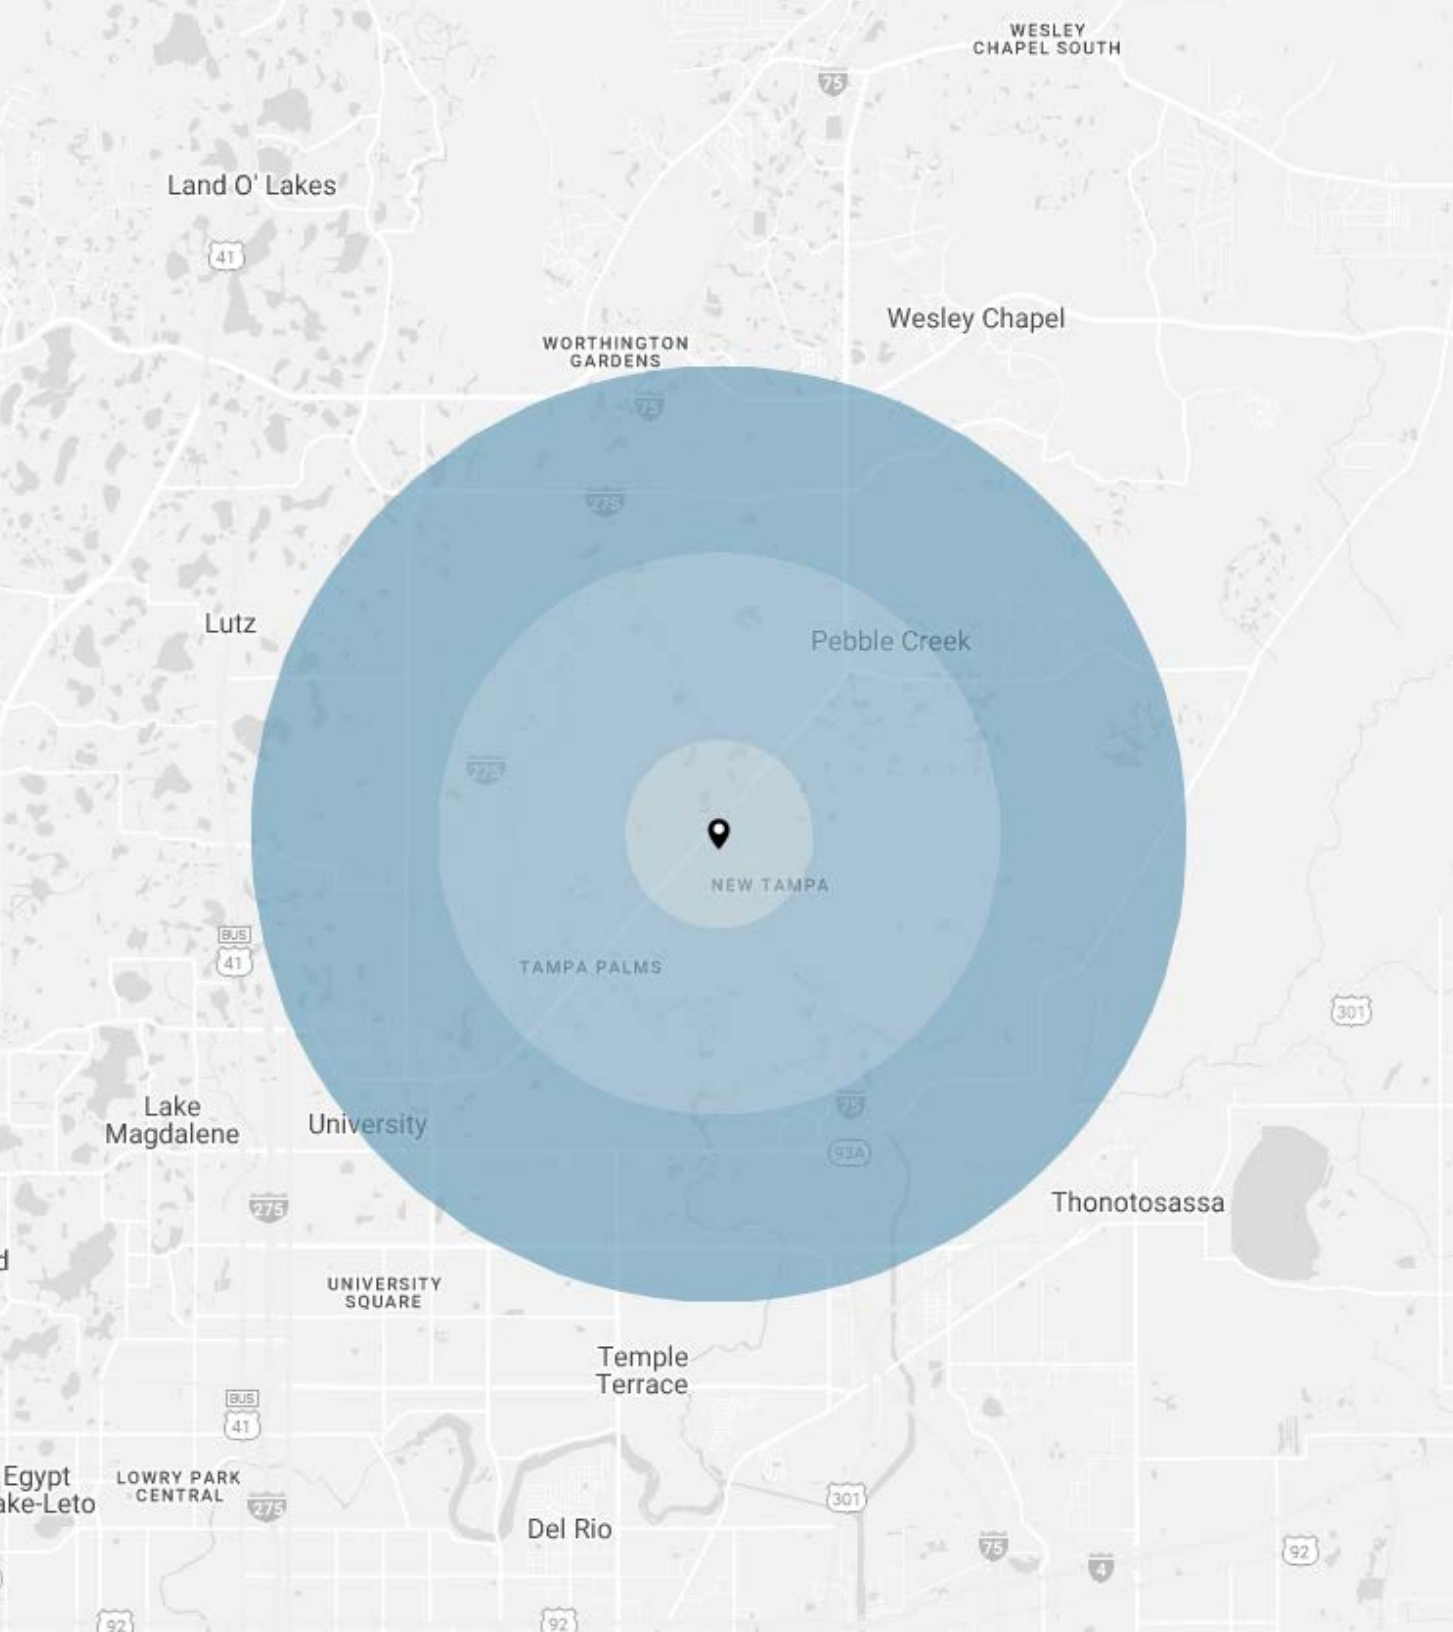 WESLEY
CHAPEL SOUTH
75
Land O' Lakes
41
Wesley Chapel
WORTHINGTON
GARDENS
75
275
Lutz
Pebble Creek
275
NEW TAMPA
BUS
41
TAMPA PALMS
301
Lake
Magdalene
University
75
93A
275
Thonotosassa
d
UNIVERSITY
SQUARE
Temple
Terrace
BUS
41
Egypt
ake-Leto
LOWRY PARK
CENTRAL
275
301
Del Rio
75
4
92
92
92